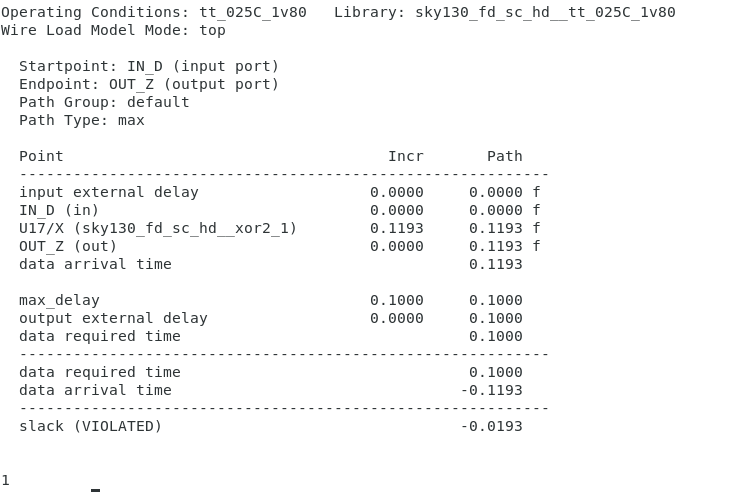 Operating Conditions: tt_025C_1v80   Library: sky130_fd_sc_hd__tt_025C_1v80
Wire Load Model Mode: top
Startpoint: IN_D (input port)
Endpoint: OUT_Z (output port)
Path Group: default
Path Type: max
Point                                    Incr       Path
-----------------------------------------------------------
input external delay                   0.0000     0.0000 f
IN_D (in)                              0.0000     0.0000 f
U17/X (sky130_fd_sc_hd__xor2_1)        0.1193     0.1193 f
OUT_Z (out)                            0.0000     0.1193 f
data arrival time                                 0.1193
max_delay                              0.1000     0.1000
output external delay                  0.0000     0.1000
data required time                                0.1000
-----------------------------------------------------------
data required time                                0.1000
data arrival time                                -0.1193
-----------------------------------------------------------
slack (VIOLATED)                                 -0.0193
1